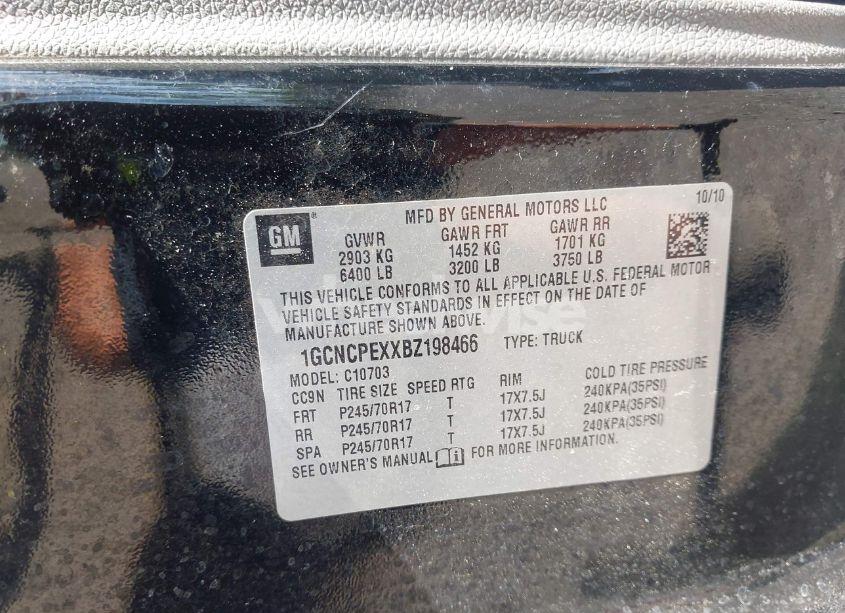 MFD BY GENERAL MOTORS LLC 10/10
GM®
GVWR GAWR FRT GAWR RR
2903 KG 1452 KG 1701 KG
6400 LB 3200 LB 3750 LB
THIS VEHICLE CONFORMS TO ALL APPLICABLE U.S. FEDERAL MOTOR
VEHICLE SAFETY STANDARDS IN EFFECT ON THE DATE OF
MANUFACTURE SHOWN ABOVE.
1GCNCPEXXBZ198466 TYPE: TRUCK
MODEL: C10703
CC9N TIRE SIZE SPEED RTG RIM COLD TIRE PRESSURE
FRT P245/70R17 T 17X7.5J 240KPA(35PSI)
RR P245/70R17 T 17X7.5J 240KPA(35PSI)
SPA P245/70R17 T 17X7.5J 240KPA(35PSI)
SEE OWNER'S MANUAL FOR MORE INFORMATION.